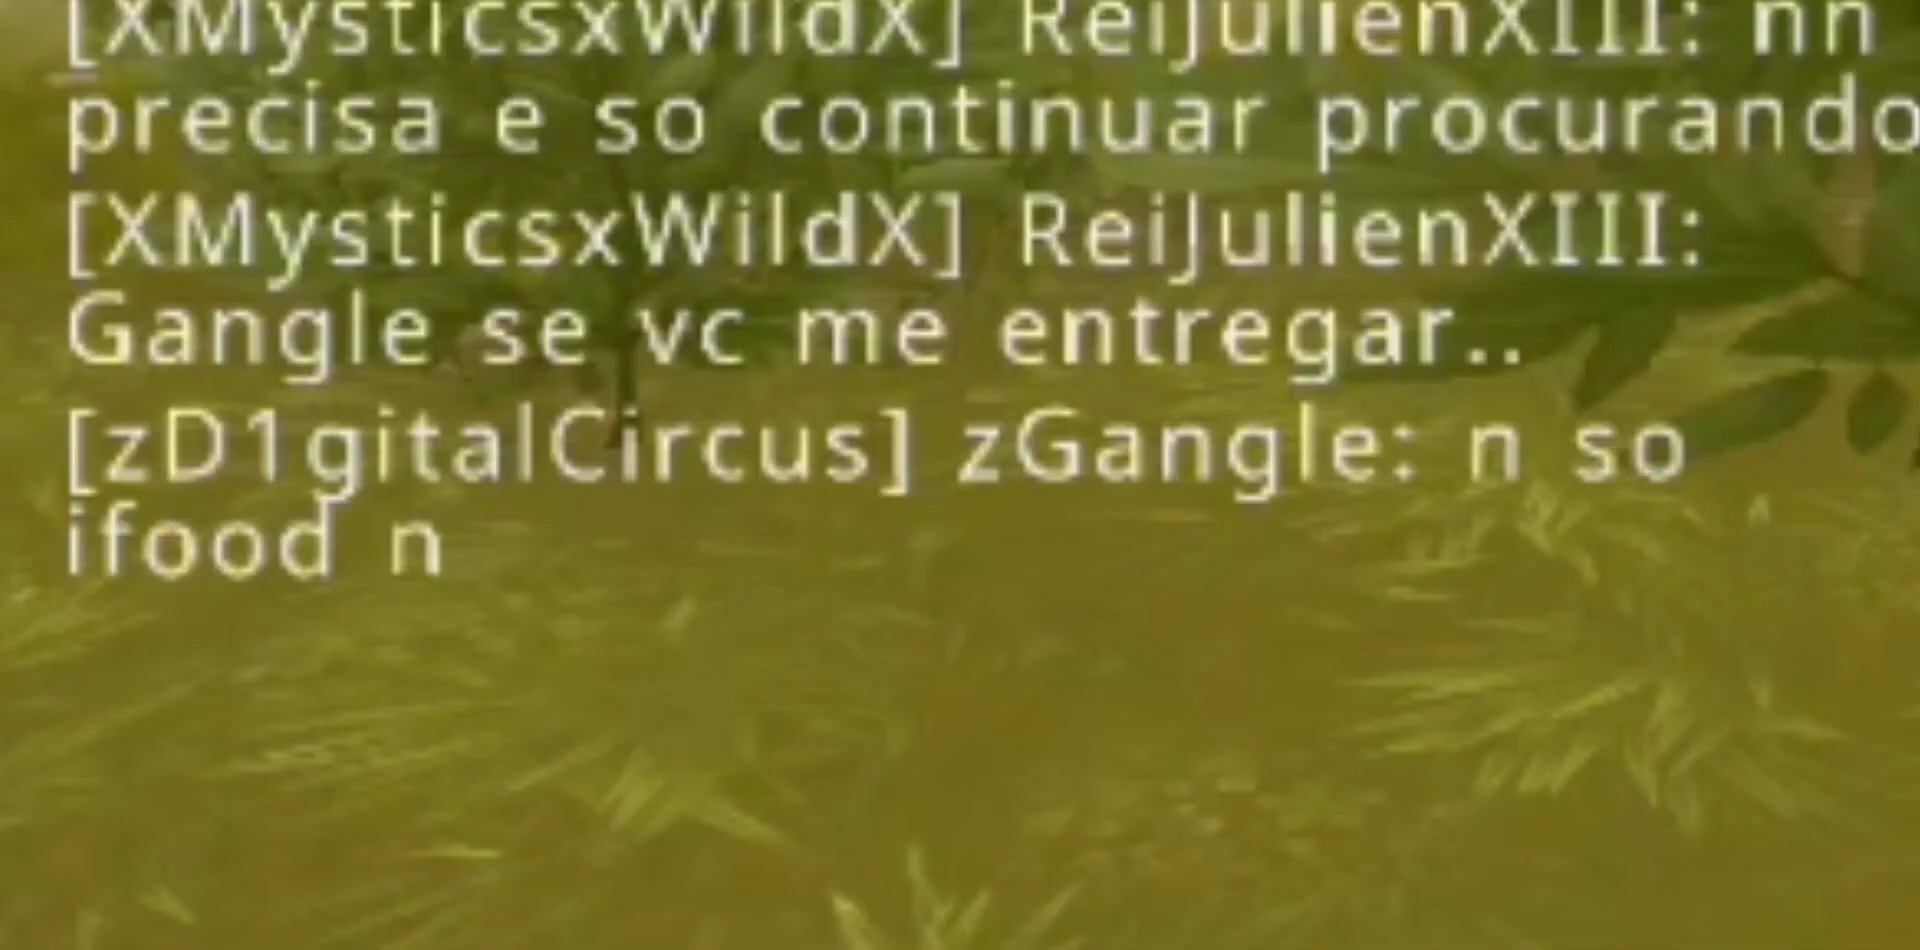 [XMysticsxWildX] ReiJulienXIII: nn
precisa e so continuar procurando
[XMysticsxWildX] ReiJulienXIII:
Gangle se vc me entregar..
[zD1gitalCircus] zGangle: n so
ifood n